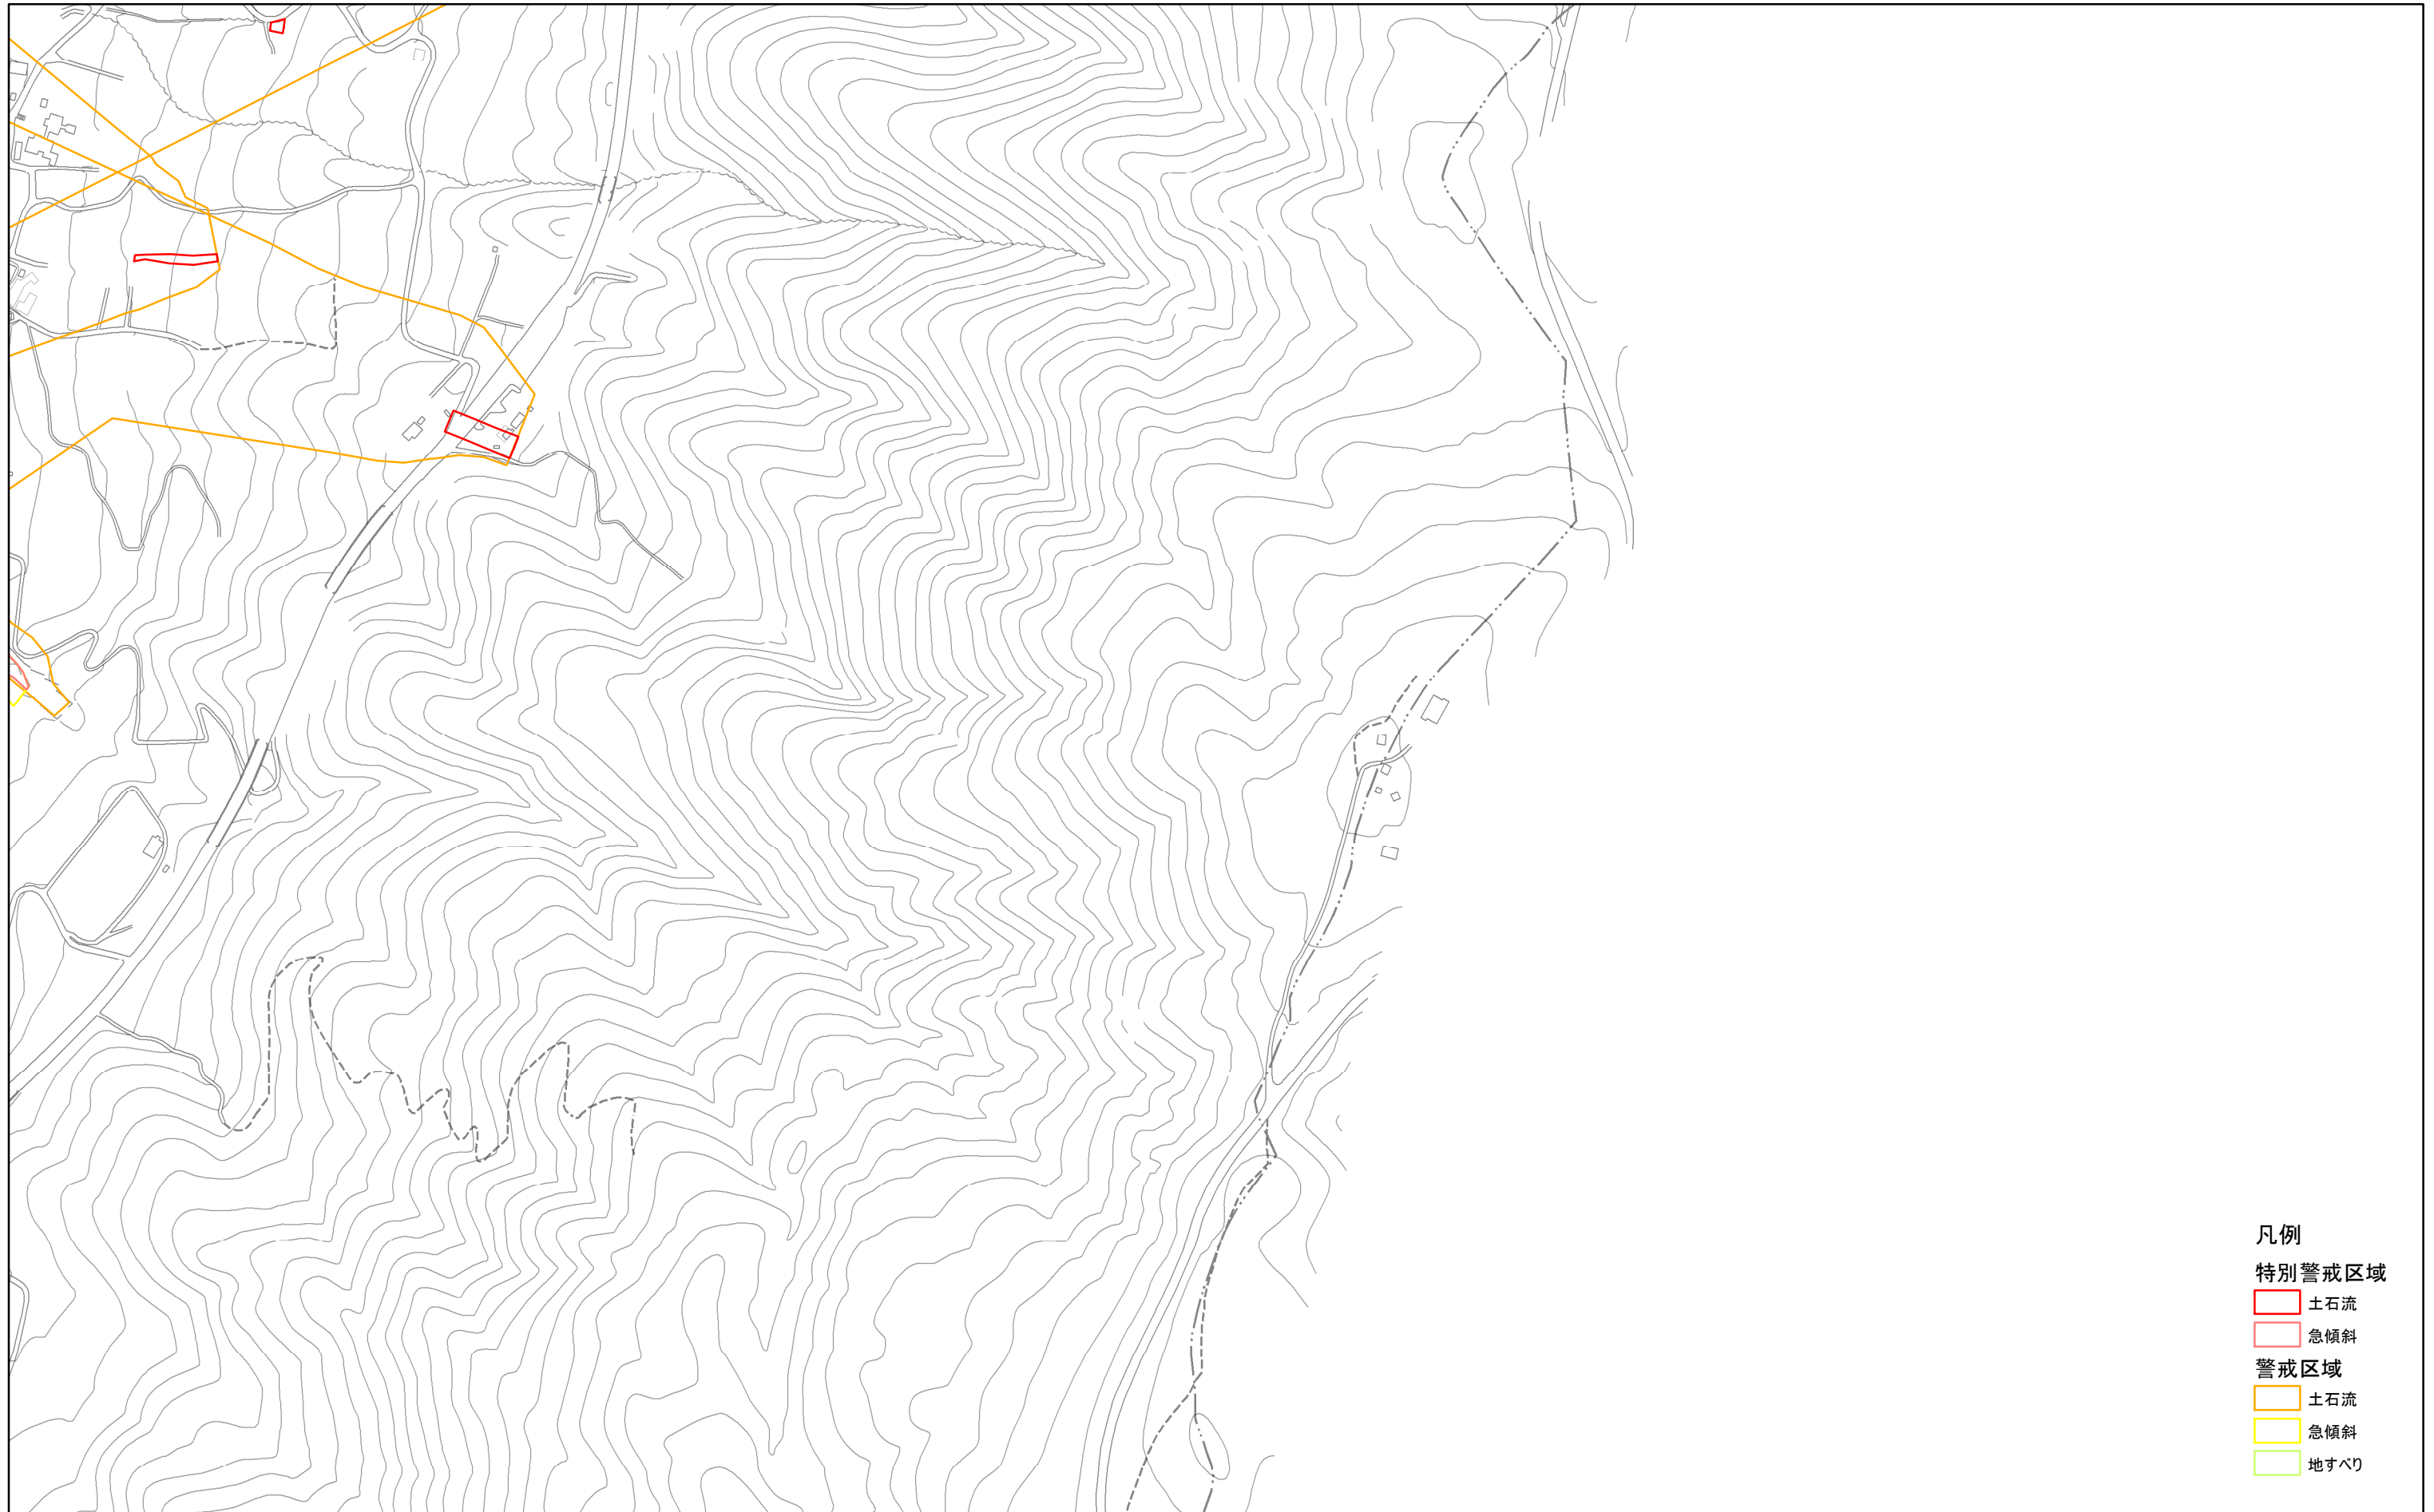 凡例
特別警戒区域
土石流
急傾斜
警戒区域
土石流
急傾斜
地すべり